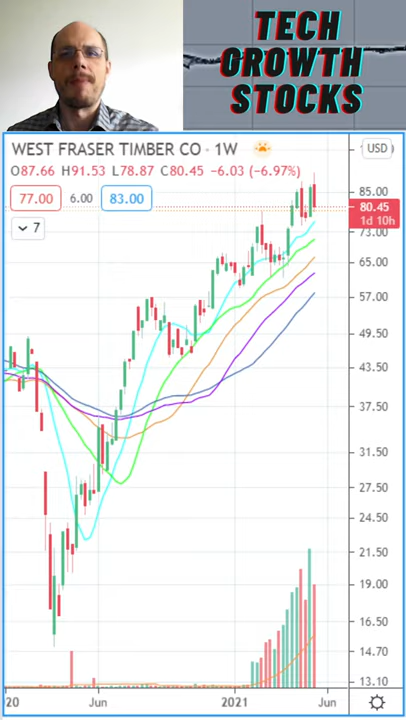 TECH
GROWTH
STOCKS
WEST FRASER TIMBER CO · 1W
USD
O87.66 H91.53 L78.87 C80.45 −6.03 (−6.97%)
77.00 6.00 83.00
7
85.00
80.45
1d 10h
73.00
65.00
57.00
49.50
43.50
37.50
31.50
27.50
24.50
21.50
19.00
16.50
14.70
13.10
20 Jun 2021 Jun